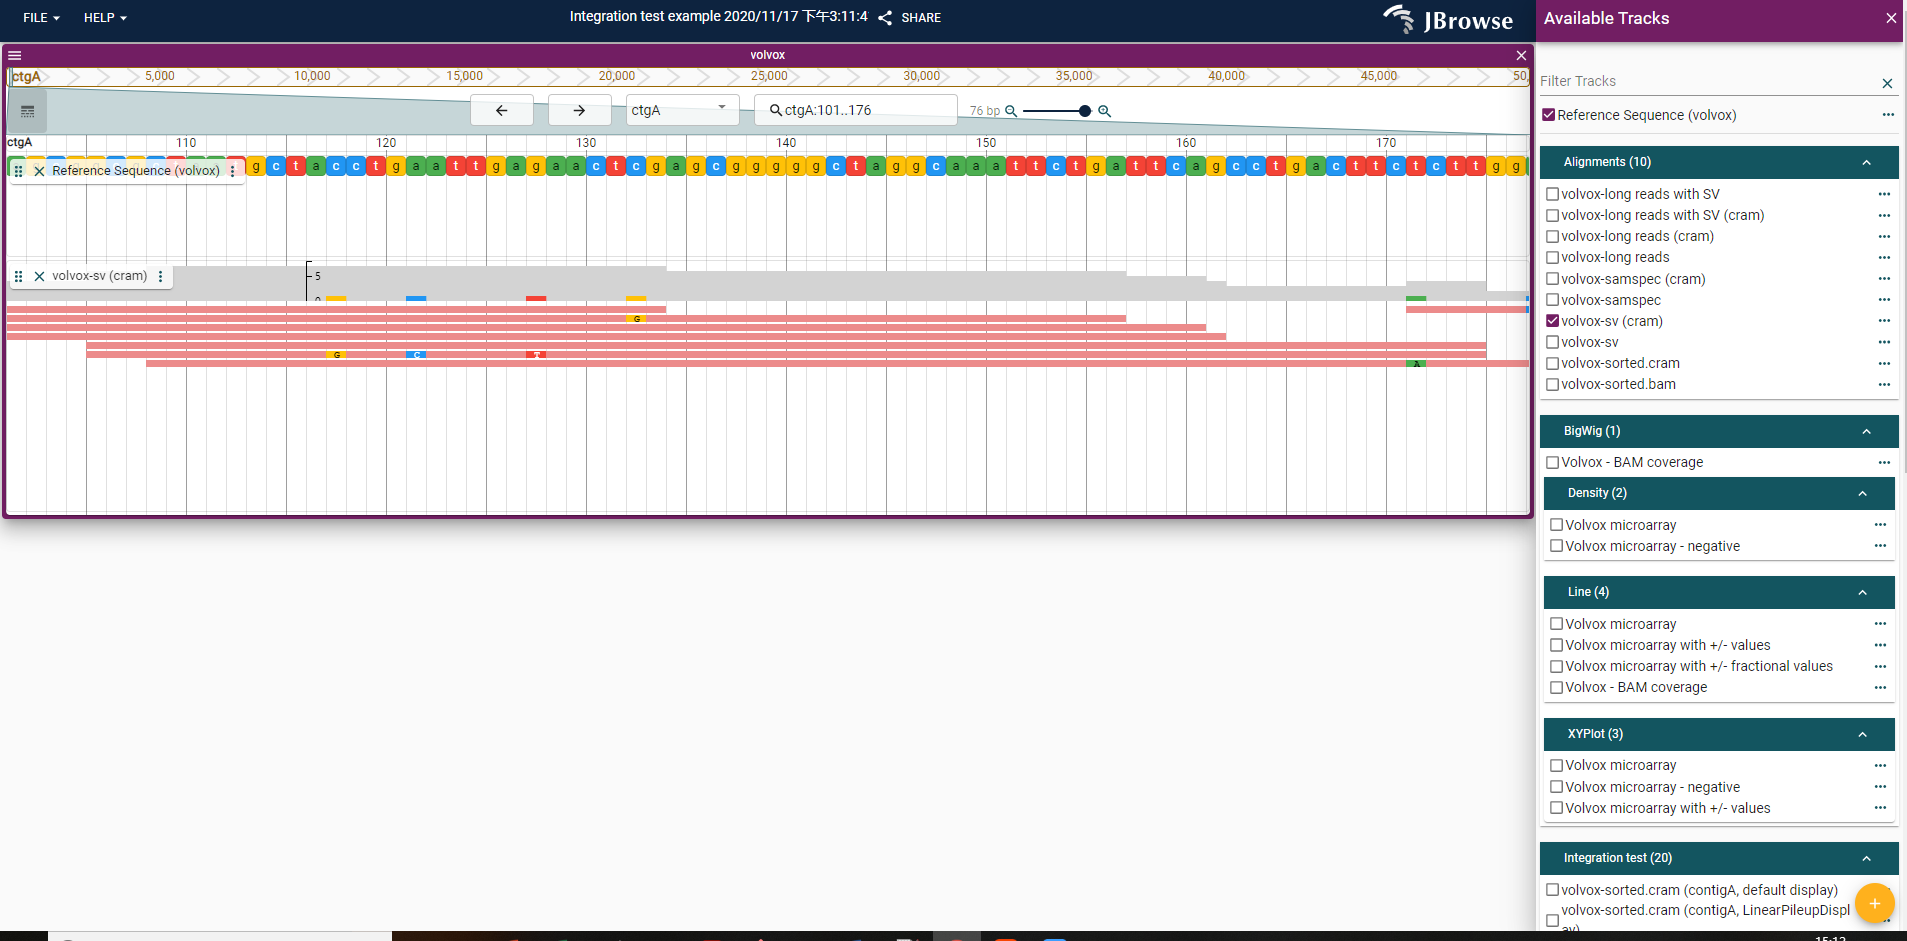 FILE HELP Integration test example 2020/11/17 下午3:11:4 SHARE JBrowse
volvox
ctgA 5,000 10,000 15,000 20,000 25,000 30,000 35,000 40,000 45,000 50,
ctgA ctgA:101..176 76 bp
ctgA 110 120 130 140 150 160 170
Reference Sequence (volvox) g c t a c c t g a a t t g a g a a c t c g a g c g g g g c t a g g c a a a t t c t g a t t c a g c c t g a c t t c t c t t g g
volvox-sv (cram) 5
0
G
G C T
A
Available Tracks
Filter Tracks
Reference Sequence (volvox)
Alignments (10)
volvox-long reads with SV
volvox-long reads with SV (cram)
volvox-long reads (cram)
volvox-long reads
volvox-samspec (cram)
volvox-samspec
volvox-sv (cram)
volvox-sv
volvox-sorted.cram
volvox-sorted.bam
BigWig (1)
Volvox - BAM coverage
Density (2)
Volvox microarray
Volvox microarray - negative
Line (4)
Volvox microarray
Volvox microarray with +/- values
Volvox microarray with +/- fractional values
Volvox - BAM coverage
XYPlot (3)
Volvox microarray
Volvox microarray - negative
Volvox microarray with +/- values
Integration test (20)
volvox-sorted.cram (contigA, default display)
volvox-sorted.cram (contigA, LinearPileupDispl
ay)